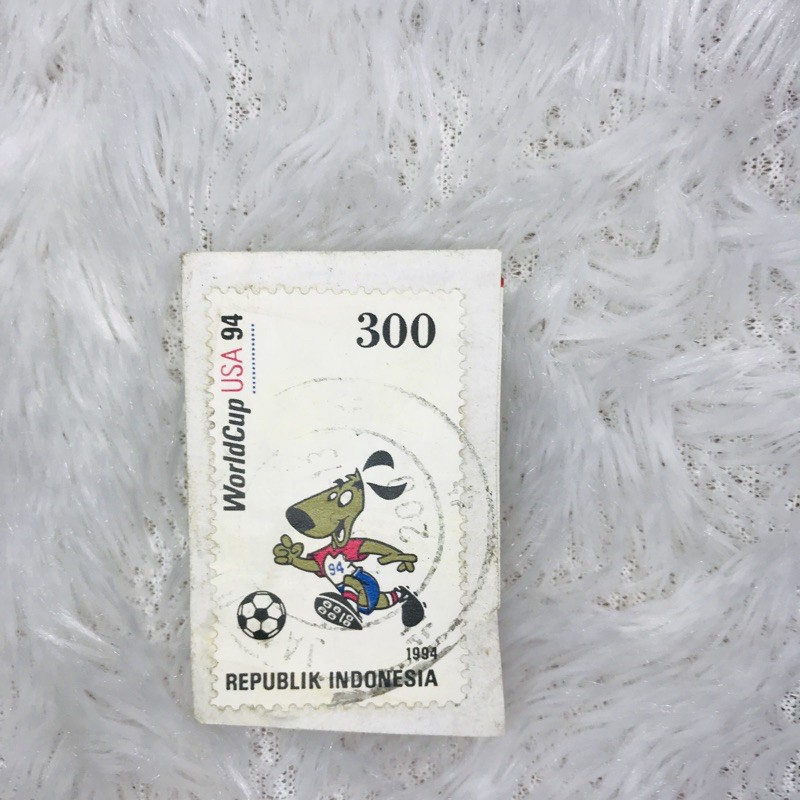 300
WorldCup USA 94
94
1994
REPUBLIK INDONESIA